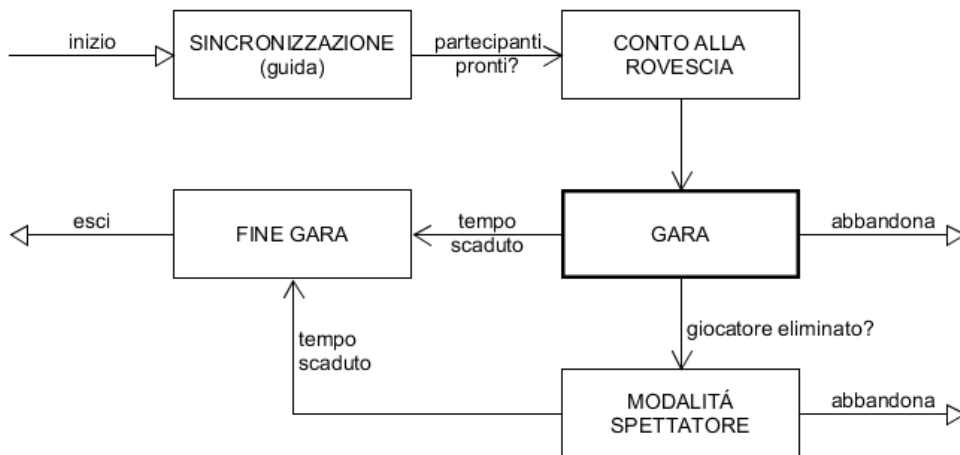 inizio
SINCRONIZZAZIONE
(guida)
partecipanti
pronti?
CONTO ALLA
ROVESCIA
esci
FINE GARA
tempo
scaduto
GARA
abbandona
giocatore eliminato?
tempo
scaduto
MODALITÁ
SPETTATORE
abbandona